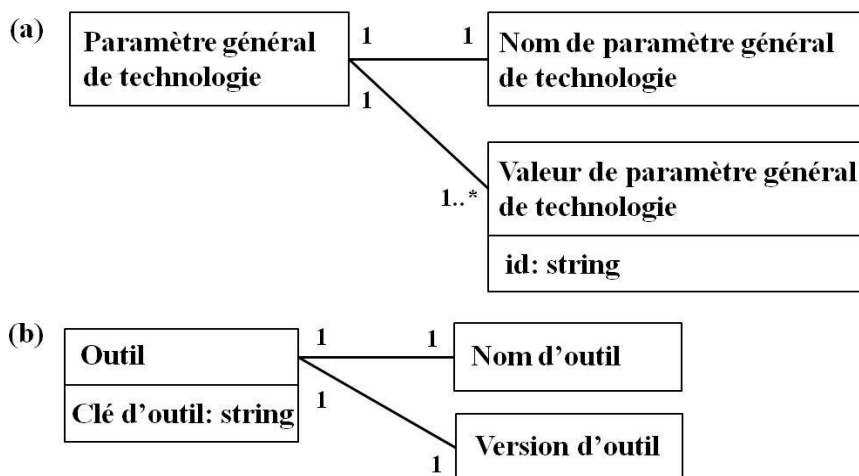 (a)
Paramètre général
de technologie
1
1
Nom de paramètre général
de technologie
1
1..*
Valeur de paramètre général
de technologie
id: string
(b)
Outil
Clé d’outil: string
1
1
Nom d’outil
1
1
Version d’outil